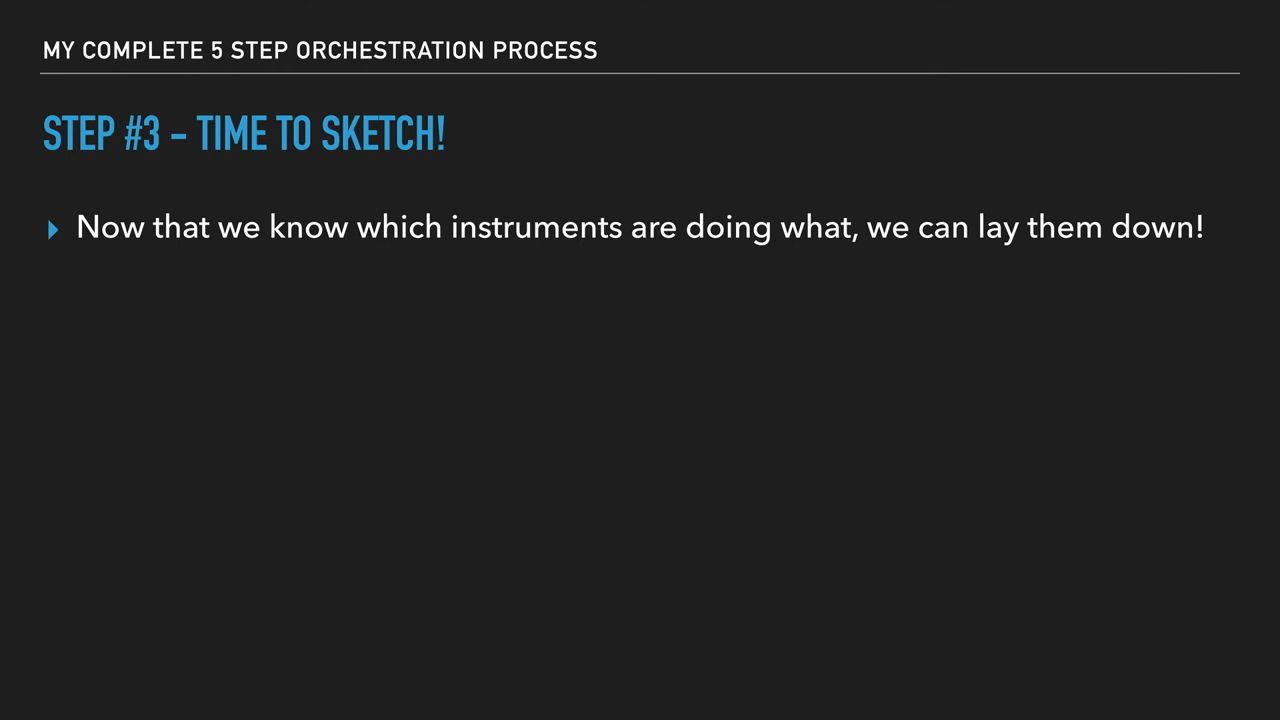 MY COMPLETE 5 STEP ORCHESTRATION PROCESS
STEP #3 - TIME TO SKETCH!
Now that we know which instruments are doing what, we can lay them down!